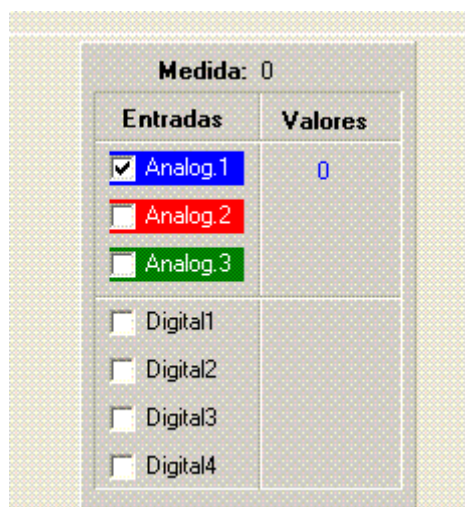 Medida: 0
Entradas Valores
Analog.1 0
Analog.2
Analog.3
Digital1
Digital2
Digital3
Digital4